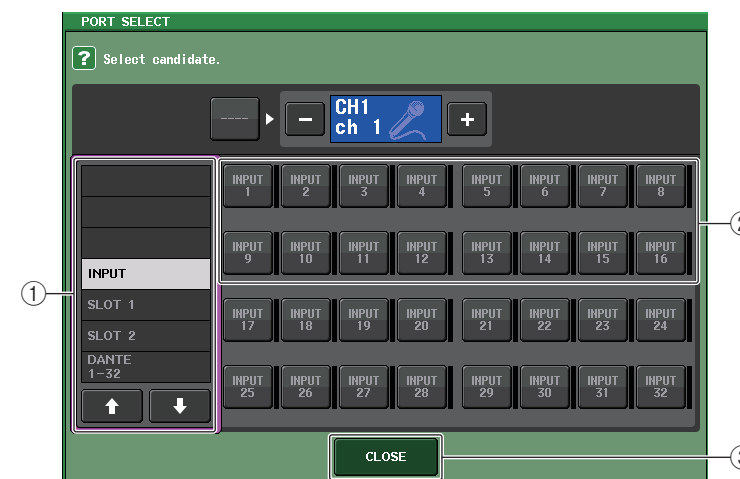 PORT SELECT
? Select candidate.
----
−
CH1
ch 1
+
INPUT
SLOT 1
SLOT 2
DANTE
1-32
INPUT 1 INPUT 2 INPUT 3 INPUT 4 INPUT 5 INPUT 6 INPUT 7 INPUT 8
INPUT 9 INPUT 10 INPUT 11 INPUT 12 INPUT 13 INPUT 14 INPUT 15 INPUT 16
INPUT 17 INPUT 18 INPUT 19 INPUT 20 INPUT 21 INPUT 22 INPUT 23 INPUT 24
INPUT 25 INPUT 26 INPUT 27 INPUT 28 INPUT 29 INPUT 30 INPUT 31 INPUT 32
CLOSE
①
②
③